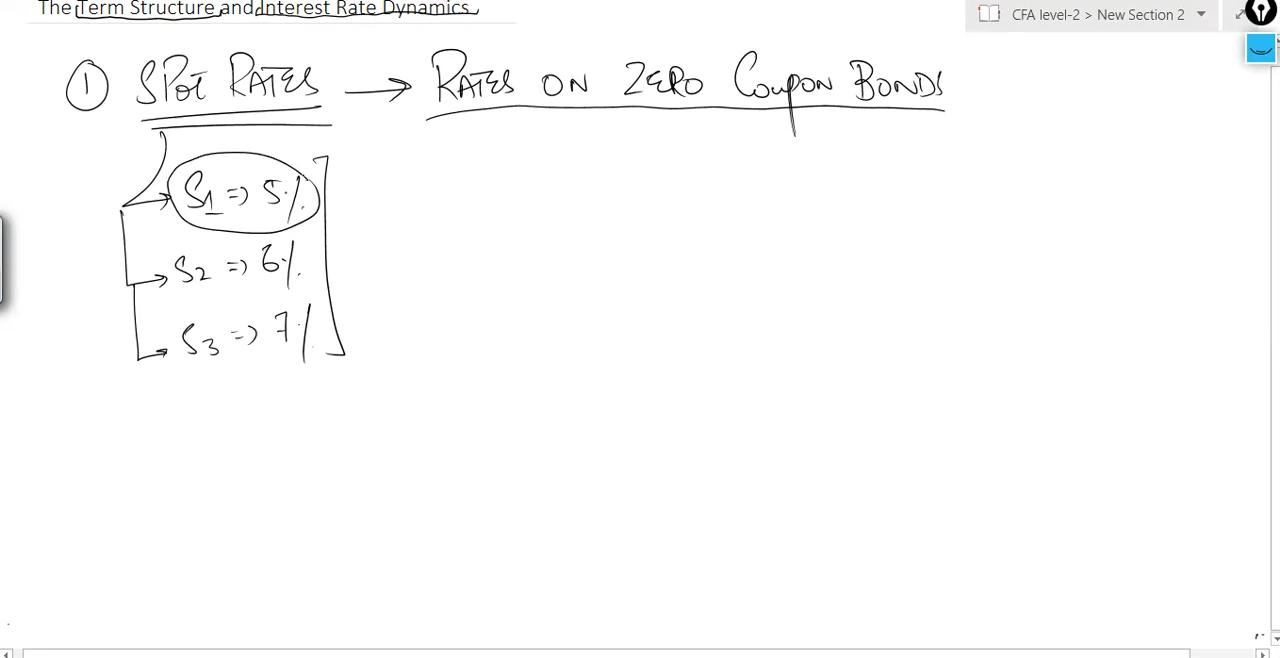 The Term Structure and Interest Rate Dynamics
CFA level-2 > New Section 2
① SPOT RATES → RATES ON ZERO COUPON BONDS
S1 => 5%
S2 => 6%
S3 => 7%